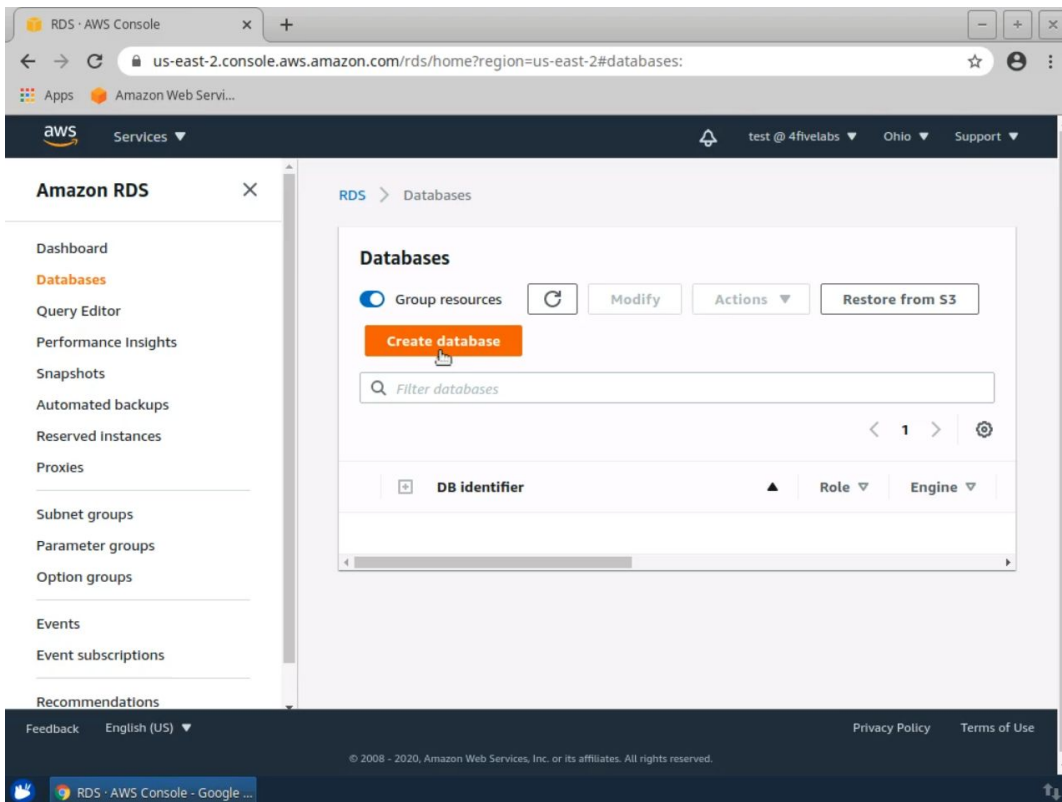 RDS · AWS Console
us-east-2.console.aws.amazon.com/rds/home?region=us-east-2#databases:
Apps Amazon Web Servi...
aws Services test @ 4fivelabs Ohio Support
Amazon RDS
Dashboard
Databases
Query Editor
Performance Insights
Snapshots
Automated backups
Reserved instances
Proxies
Subnet groups
Parameter groups
Option groups
Events
Event subscriptions
Recommendations
RDS > Databases
Databases
Group resources Modify Actions Restore from S3
Create database
Filter databases
< 1 >
DB identifier Role Engine
Feedback English (US) Privacy Policy Terms of Use
© 2008 - 2020, Amazon Web Services, Inc. or its affiliates. All rights reserved.
RDS · AWS Console - Google ...